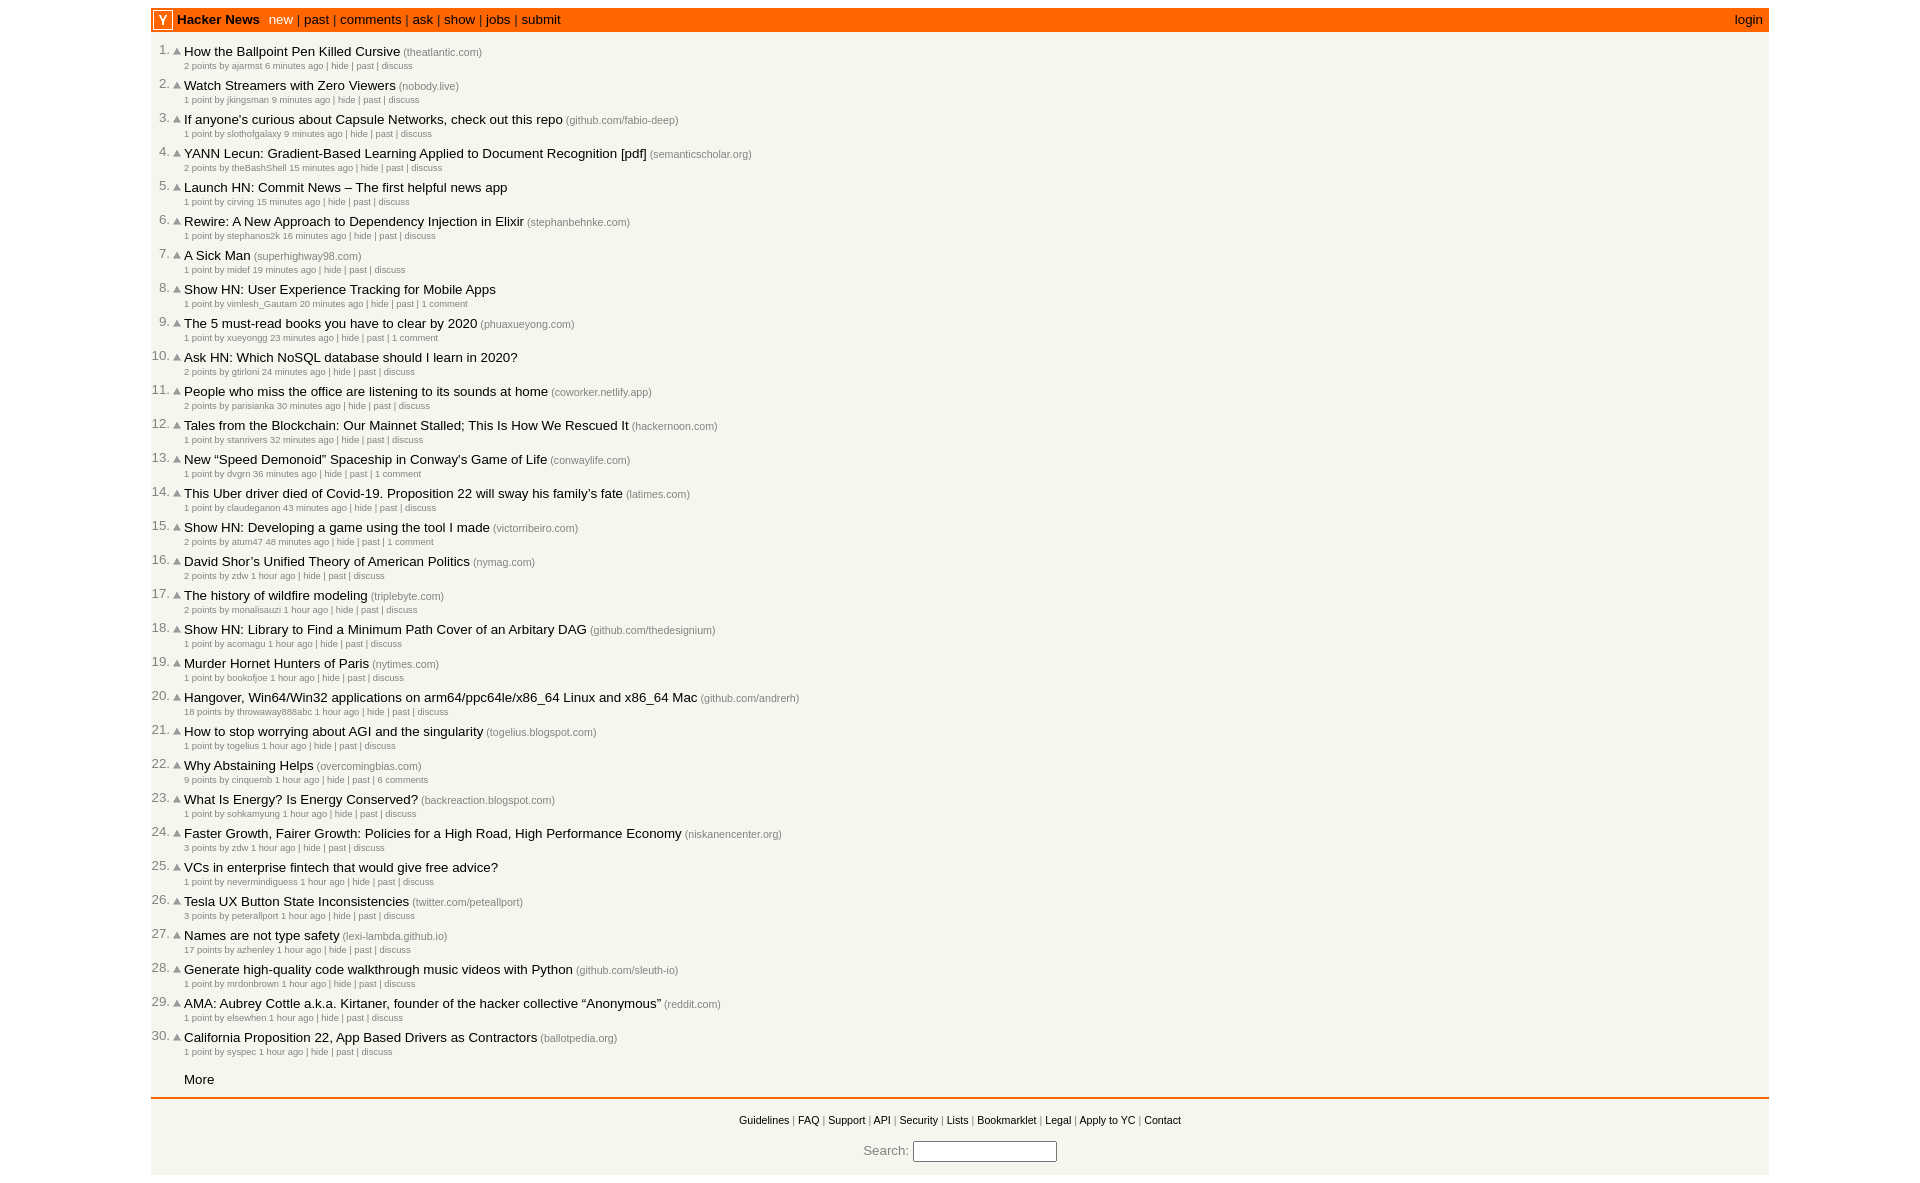 Y Hacker News new | past | comments | ask | show | jobs | submit login
1. How the Ballpoint Pen Killed Cursive (theatlantic.com)
2 points by ajarmst 6 minutes ago | hide | past | discuss
2. Watch Streamers with Zero Viewers (nobody.live)
1 point by jkingsman 9 minutes ago | hide | past | discuss
3. If anyone's curious about Capsule Networks, check out this repo (github.com/fabio-deep)
1 point by slothofgalaxy 9 minutes ago | hide | past | discuss
4. YANN Lecun: Gradient-Based Learning Applied to Document Recognition [pdf] (semanticscholar.org)
2 points by theBashShell 15 minutes ago | hide | past | discuss
5. Launch HN: Commit News – The first helpful news app
1 point by cirving 15 minutes ago | hide | past | discuss
6. Rewire: A New Approach to Dependency Injection in Elixir (stephanbehnke.com)
1 point by stephanos2k 16 minutes ago | hide | past | discuss
7. A Sick Man (superhighway98.com)
1 point by midef 19 minutes ago | hide | past | discuss
8. Show HN: User Experience Tracking for Mobile Apps
1 point by vimlesh_Gautam 20 minutes ago | hide | past | 1 comment
9. The 5 must-read books you have to clear by 2020 (phuaxueyong.com)
1 point by xueyongg 23 minutes ago | hide | past | 1 comment
10. Ask HN: Which NoSQL database should I learn in 2020?
2 points by gtirloni 24 minutes ago | hide | past | discuss
11. People who miss the office are listening to its sounds at home (coworker.netlify.app)
2 points by parisianka 30 minutes ago | hide | past | discuss
12. Tales from the Blockchain: Our Mainnet Stalled; This Is How We Rescued It (hackernoon.com)
1 point by stanrivers 32 minutes ago | hide | past | discuss
13. New “Speed Demonoid” Spaceship in Conway's Game of Life (conwaylife.com)
1 point by dvgrn 36 minutes ago | hide | past | 1 comment
14. This Uber driver died of Covid-19. Proposition 22 will sway his family’s fate (latimes.com)
1 point by claudeganon 43 minutes ago | hide | past | discuss
15. Show HN: Developing a game using the tool I made (victorribeiro.com)
2 points by atum47 48 minutes ago | hide | past | 1 comment
16. David Shor’s Unified Theory of American Politics (nymag.com)
2 points by zdw 1 hour ago | hide | past | discuss
17. The history of wildfire modeling (triplebyte.com)
2 points by monalisauzi 1 hour ago | hide | past | discuss
18. Show HN: Library to Find a Minimum Path Cover of an Arbitary DAG (github.com/thedesignium)
1 point by acomagu 1 hour ago | hide | past | discuss
19. Murder Hornet Hunters of Paris (nytimes.com)
1 point by bookofjoe 1 hour ago | hide | past | discuss
20. Hangover, Win64/Win32 applications on arm64/ppc64le/x86_64 Linux and x86_64 Mac (github.com/andrerh)
18 points by throwaway888abc 1 hour ago | hide | past | discuss
21. How to stop worrying about AGI and the singularity (togelius.blogspot.com)
1 point by togelius 1 hour ago | hide | past | discuss
22. Why Abstaining Helps (overcomingbias.com)
9 points by cinquemb 1 hour ago | hide | past | 6 comments
23. What Is Energy? Is Energy Conserved? (backreaction.blogspot.com)
1 point by sohkamyung 1 hour ago | hide | past | discuss
24. Faster Growth, Fairer Growth: Policies for a High Road, High Performance Economy (niskanencenter.org)
3 points by zdw 1 hour ago | hide | past | discuss
25. VCs in enterprise fintech that would give free advice?
1 point by nevermindiguess 1 hour ago | hide | past | discuss
26. Tesla UX Button State Inconsistencies (twitter.com/peteallport)
3 points by peterallport 1 hour ago | hide | past | discuss
27. Names are not type safety (lexi-lambda.github.io)
17 points by azhenley 1 hour ago | hide | past | discuss
28. Generate high-quality code walkthrough music videos with Python (github.com/sleuth-io)
1 point by mrdonbrown 1 hour ago | hide | past | discuss
29. AMA: Aubrey Cottle a.k.a. Kirtaner, founder of the hacker collective “Anonymous” (reddit.com)
1 point by elsewhen 1 hour ago | hide | past | discuss
30. California Proposition 22, App Based Drivers as Contractors (ballotpedia.org)
1 point by syspec 1 hour ago | hide | past | discuss
More
Guidelines | FAQ | Support | API | Security | Lists | Bookmarklet | Legal | Apply to YC | Contact
Search: